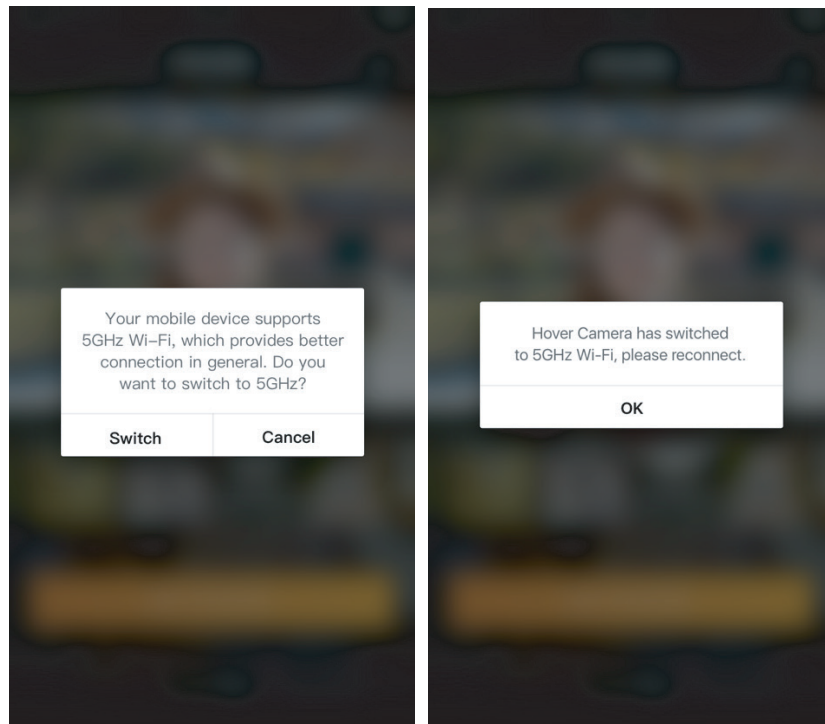 Your mobile device supports
5GHz Wi–Fi, which provides better
connection in general. Do you
want to switch to 5GHz?
Switch
Cancel
Hover Camera has switched
to 5GHz Wi-Fi, please reconnect.
OK